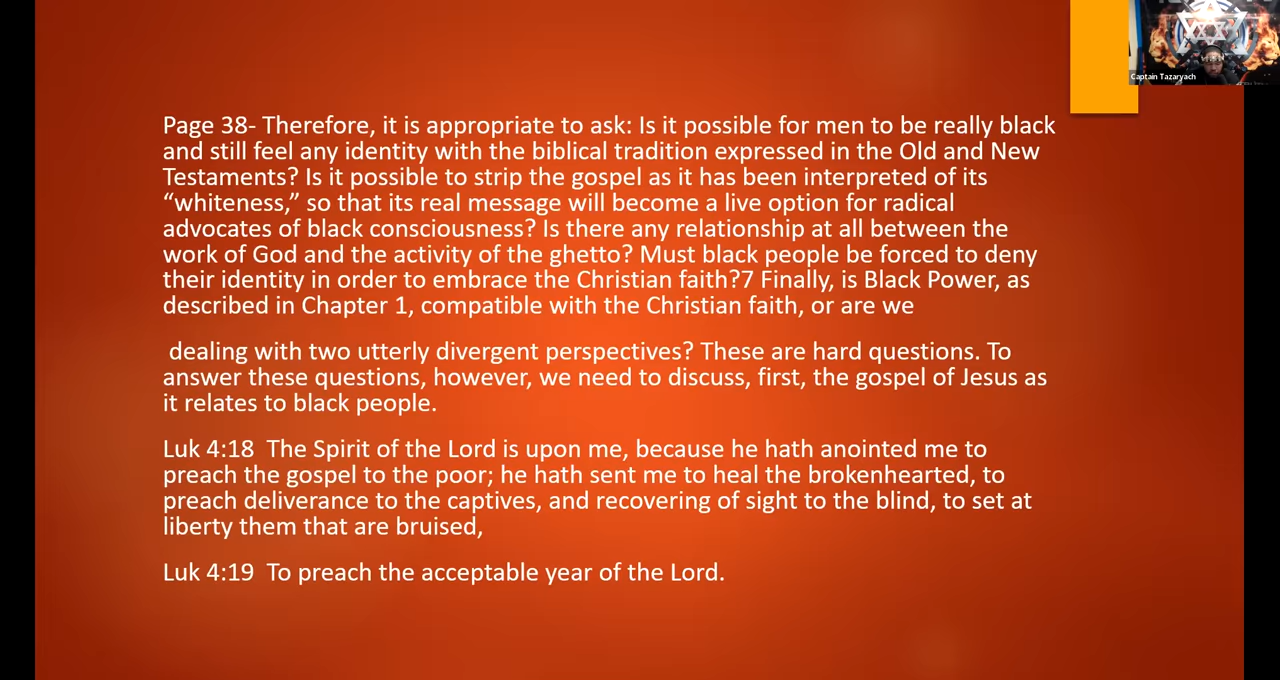 Captain Tazaryach
Page 38- Therefore, it is appropriate to ask: Is it possible for men to be really black
and still feel any identity with the biblical tradition expressed in the Old and New
Testaments? Is it possible to strip the gospel as it has been interpreted of its
“whiteness,” so that its real message will become a live option for radical
advocates of black consciousness? Is there any relationship at all between the
work of God and the activity of the ghetto? Must black people be forced to deny
their identity in order to embrace the Christian faith?7 Finally, is Black Power, as
described in Chapter 1, compatible with the Christian faith, or are we
dealing with two utterly divergent perspectives? These are hard questions. To
answer these questions, however, we need to discuss, first, the gospel of Jesus as
it relates to black people.
Luk 4:18 The Spirit of the Lord is upon me, because he hath anointed me to
preach the gospel to the poor; he hath sent me to heal the brokenhearted, to
preach deliverance to the captives, and recovering of sight to the blind, to set at
liberty them that are bruised,
Luk 4:19 To preach the acceptable year of the Lord.